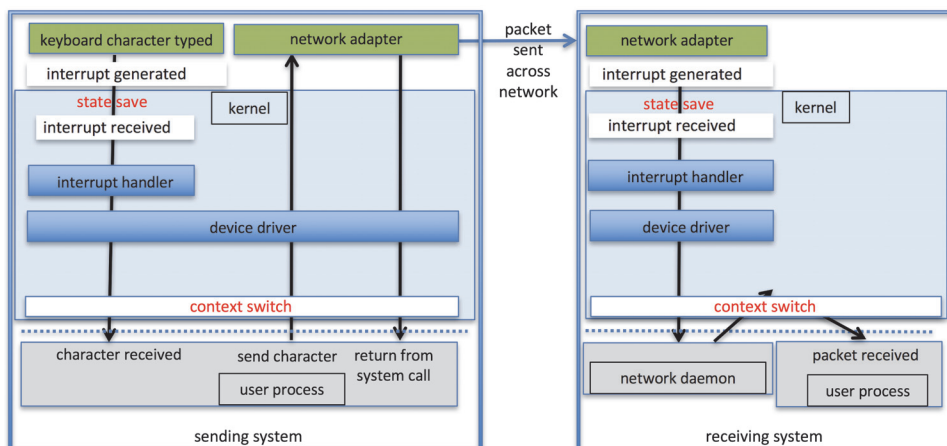 keyboard character typed
network adapter
interrupt generated
state save
kernel
interrupt received
interrupt handler
device driver
context switch
character received
send character
return from
system call
user process
sending system
packet
sent
across
network
network adapter
interrupt generated
state save
kernel
interrupt received
interrupt handler
device driver
context switch
network daemon
packet received
user process
receiving system